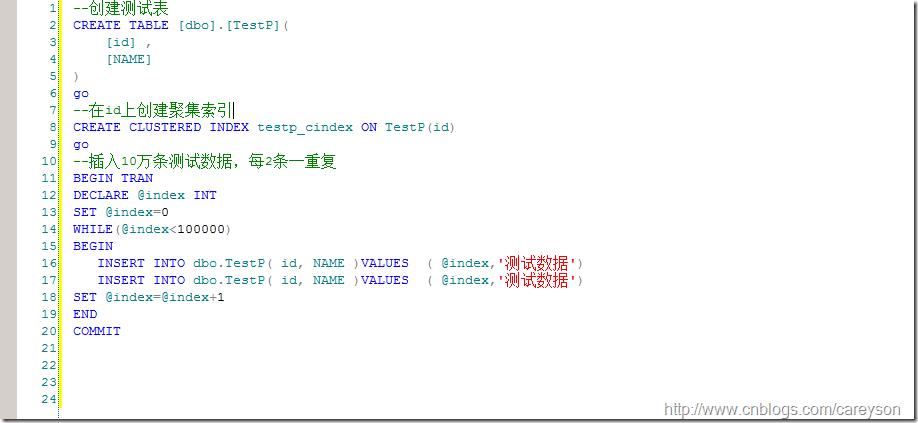 1 --创建测试表
2 CREATE TABLE [dbo].[TestP](
3 [id] ,
4 [NAME]
5 )
6 go
7 --在id上创建聚集索引
8 CREATE CLUSTERED INDEX testp_cindex ON TestP(id)
9 go
10 --插入10万条测试数据，每2条一重复
11 BEGIN TRAN
12 DECLARE @index INT
13 SET @index=0
14 WHILE(@index<100000)
15 BEGIN
16 INSERT INTO dbo.TestP( id, NAME )VALUES ( @index,'测试数据')
17 INSERT INTO dbo.TestP( id, NAME )VALUES ( @index,'测试数据')
18 SET @index=@index+1
19 END
20 COMMIT
21
22
23
24
http://www.cnblogs.com/careyson